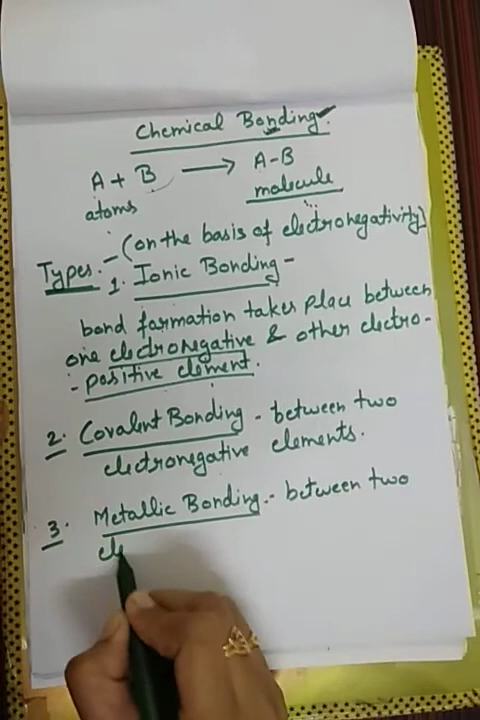 Chemical Bonding.
A + B ⟶ A-B
atoms molecule
Types:- (on the basis of electronegativity)
1. Ionic Bonding -
bond formation takes place between
one electronegative & other electro-
- positive element.
2. Covalent Bonding - between two
electronegative elements.
3. Metallic Bonding.- between two
ele